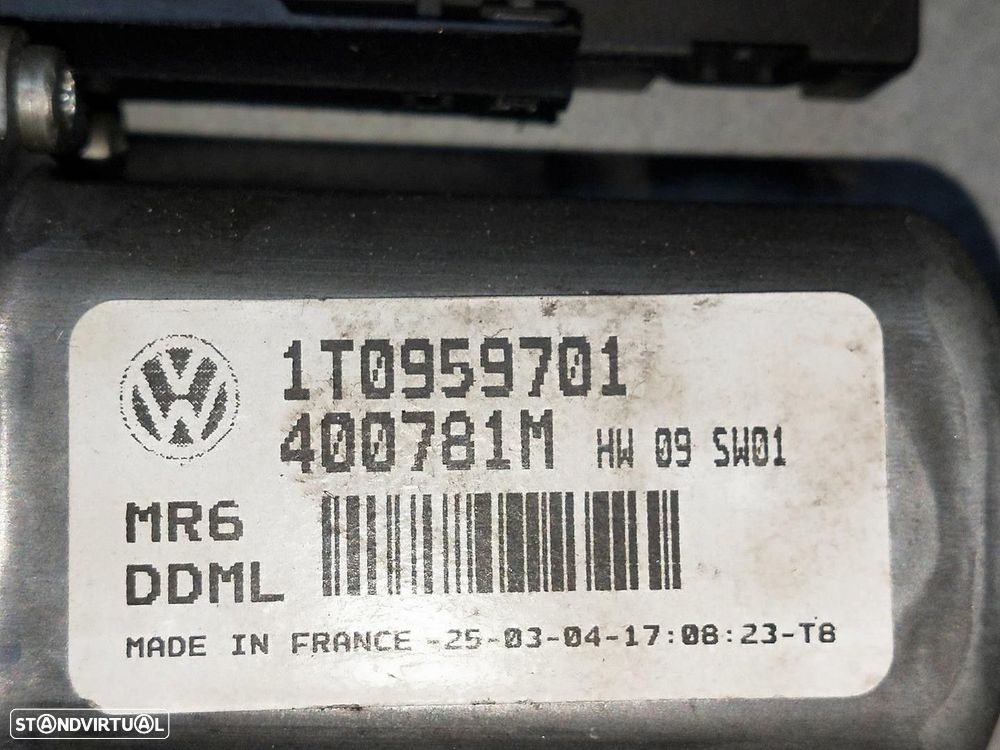 1T0959701
400781M HW 09 SW01
MR6
DDML
MADE IN FRANCE -25-03-04-17:08:23-T8
STANDVIRTUAL